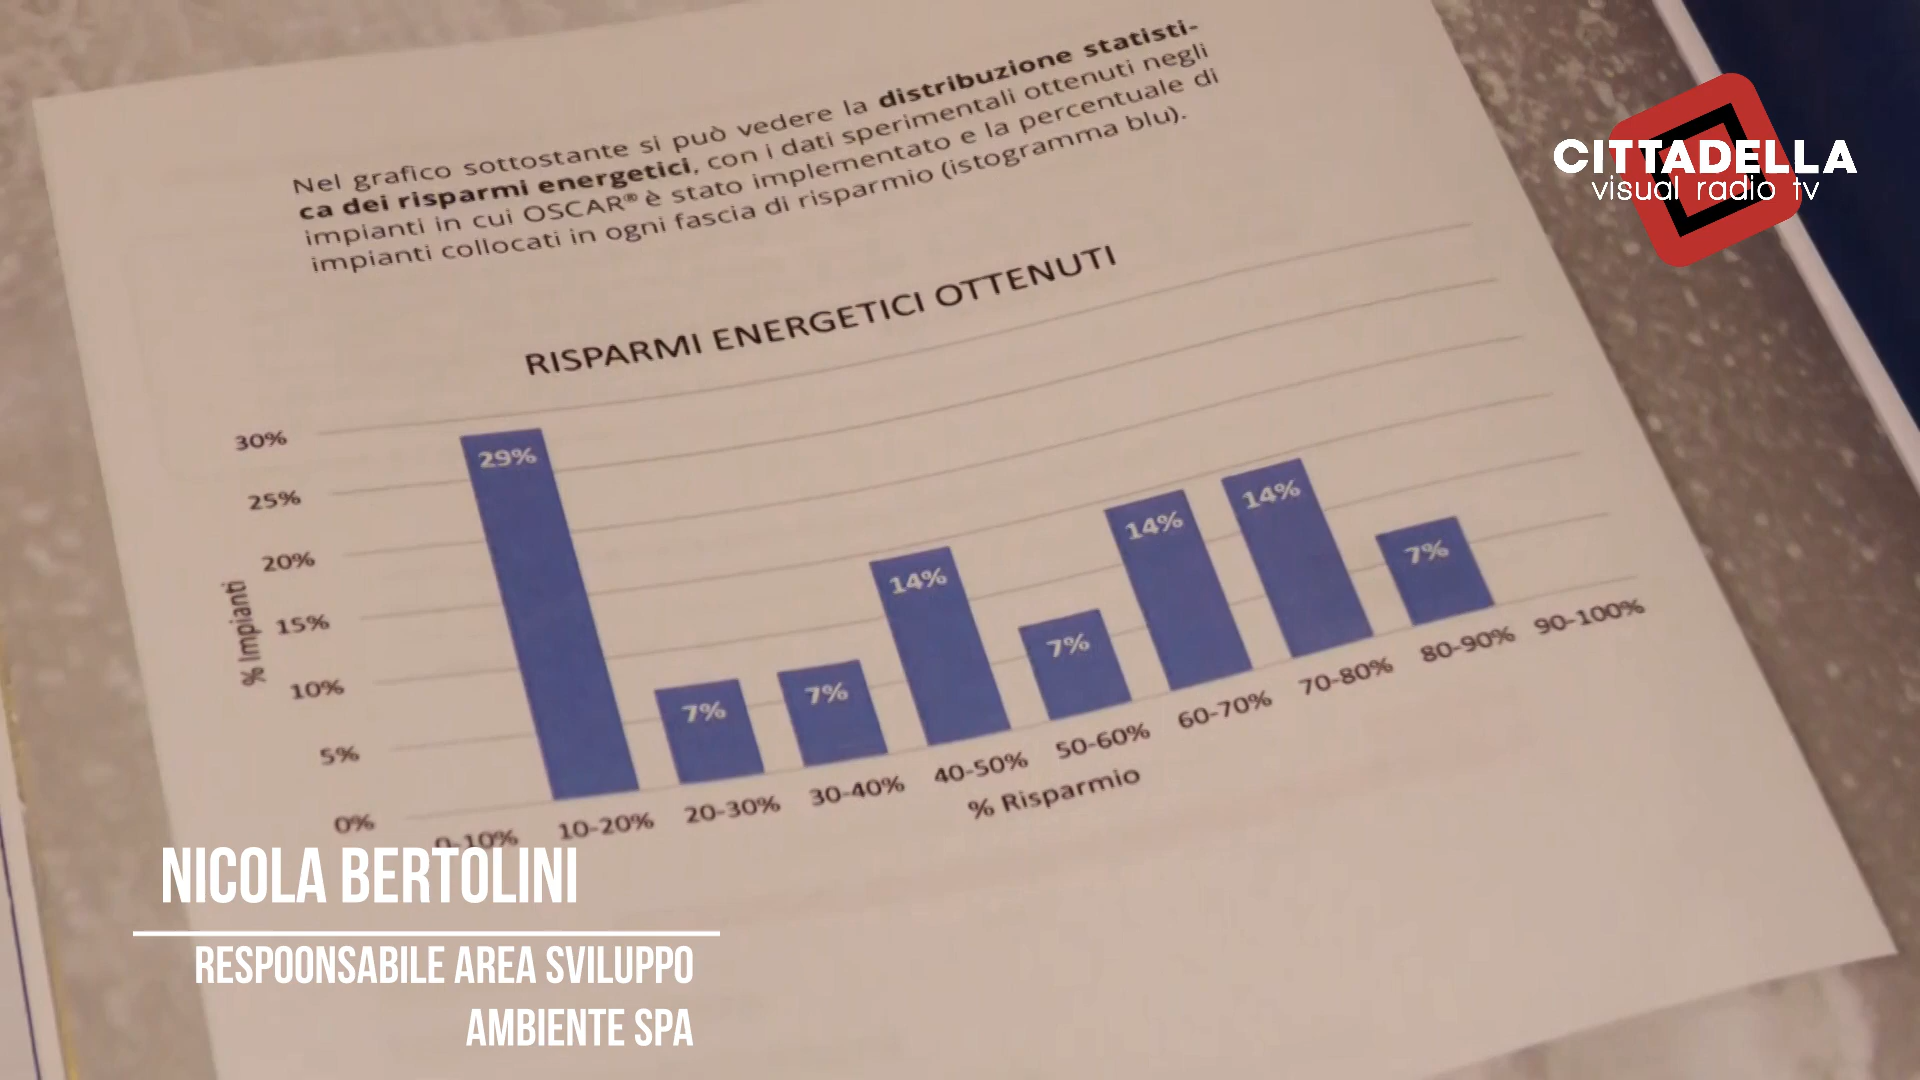 Nel grafico sottostante si può vedere la distribuzione statisti-
ca dei risparmi energetici, con i dati sperimentali ottenuti negli
impianti in cui OSCAR® è stato implementato e la percentuale di
impianti collocati in ogni fascia di risparmio (istogramma blu).
CITTADELLA
visual radio tv
RISPARMI ENERGETICI OTTENUTI
30%
25%
20%
15%
10%
5%
0%
% Impianti
29%
7%
7%
14%
7%
14%
14%
7%
0-10%
10-20%
20-30%
30-40%
40-50%
50-60%
60-70%
70-80%
80-90%
90-100%
% Risparmio
NICOLA BERTOLINI
RESPOONSABILE AREA SVILUPPO
AMBIENTE SPA